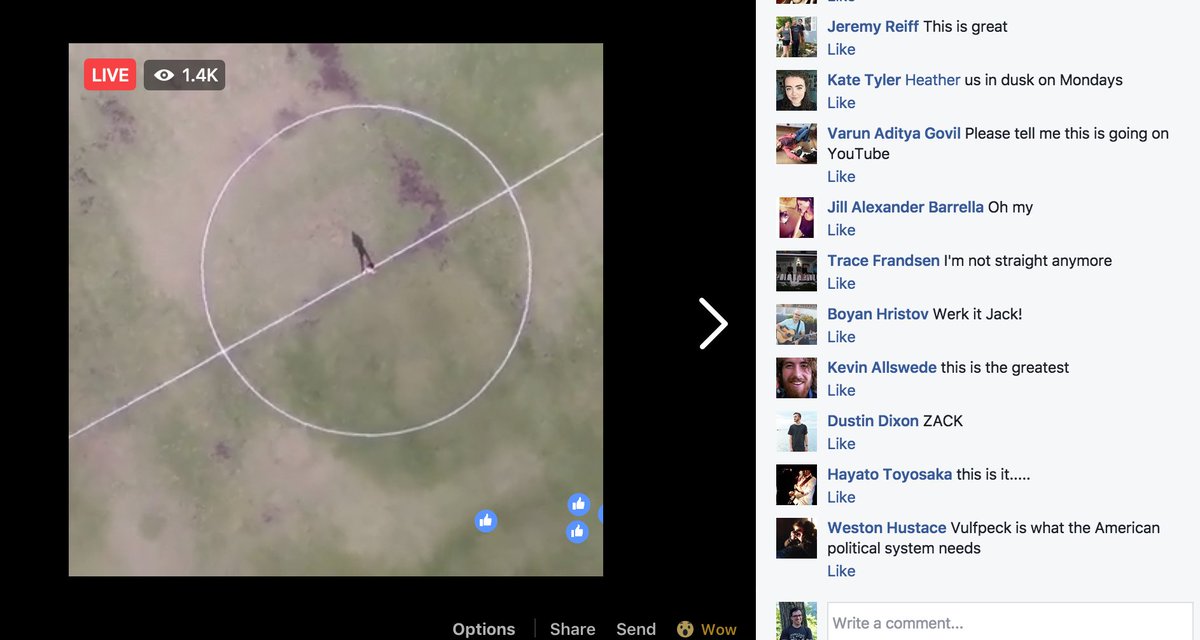 LIVE 1.4K
Options Share Send Wow
Jeremy Reiff This is great
Like
Kate Tyler Heather us in dusk on Mondays
Like
Varun Aditya Govil Please tell me this is going on
YouTube
Like
Jill Alexander Barrella Oh my
Like
Trace Frandsen I'm not straight anymore
Like
Boyan Hristov Werk it Jack!
Like
Kevin Allswede this is the greatest
Like
Dustin Dixon ZACK
Like
Hayato Toyosaka this is it.....
Like
Weston Hustace Vulfpeck is what the American
political system needs
Like
Write a comment...